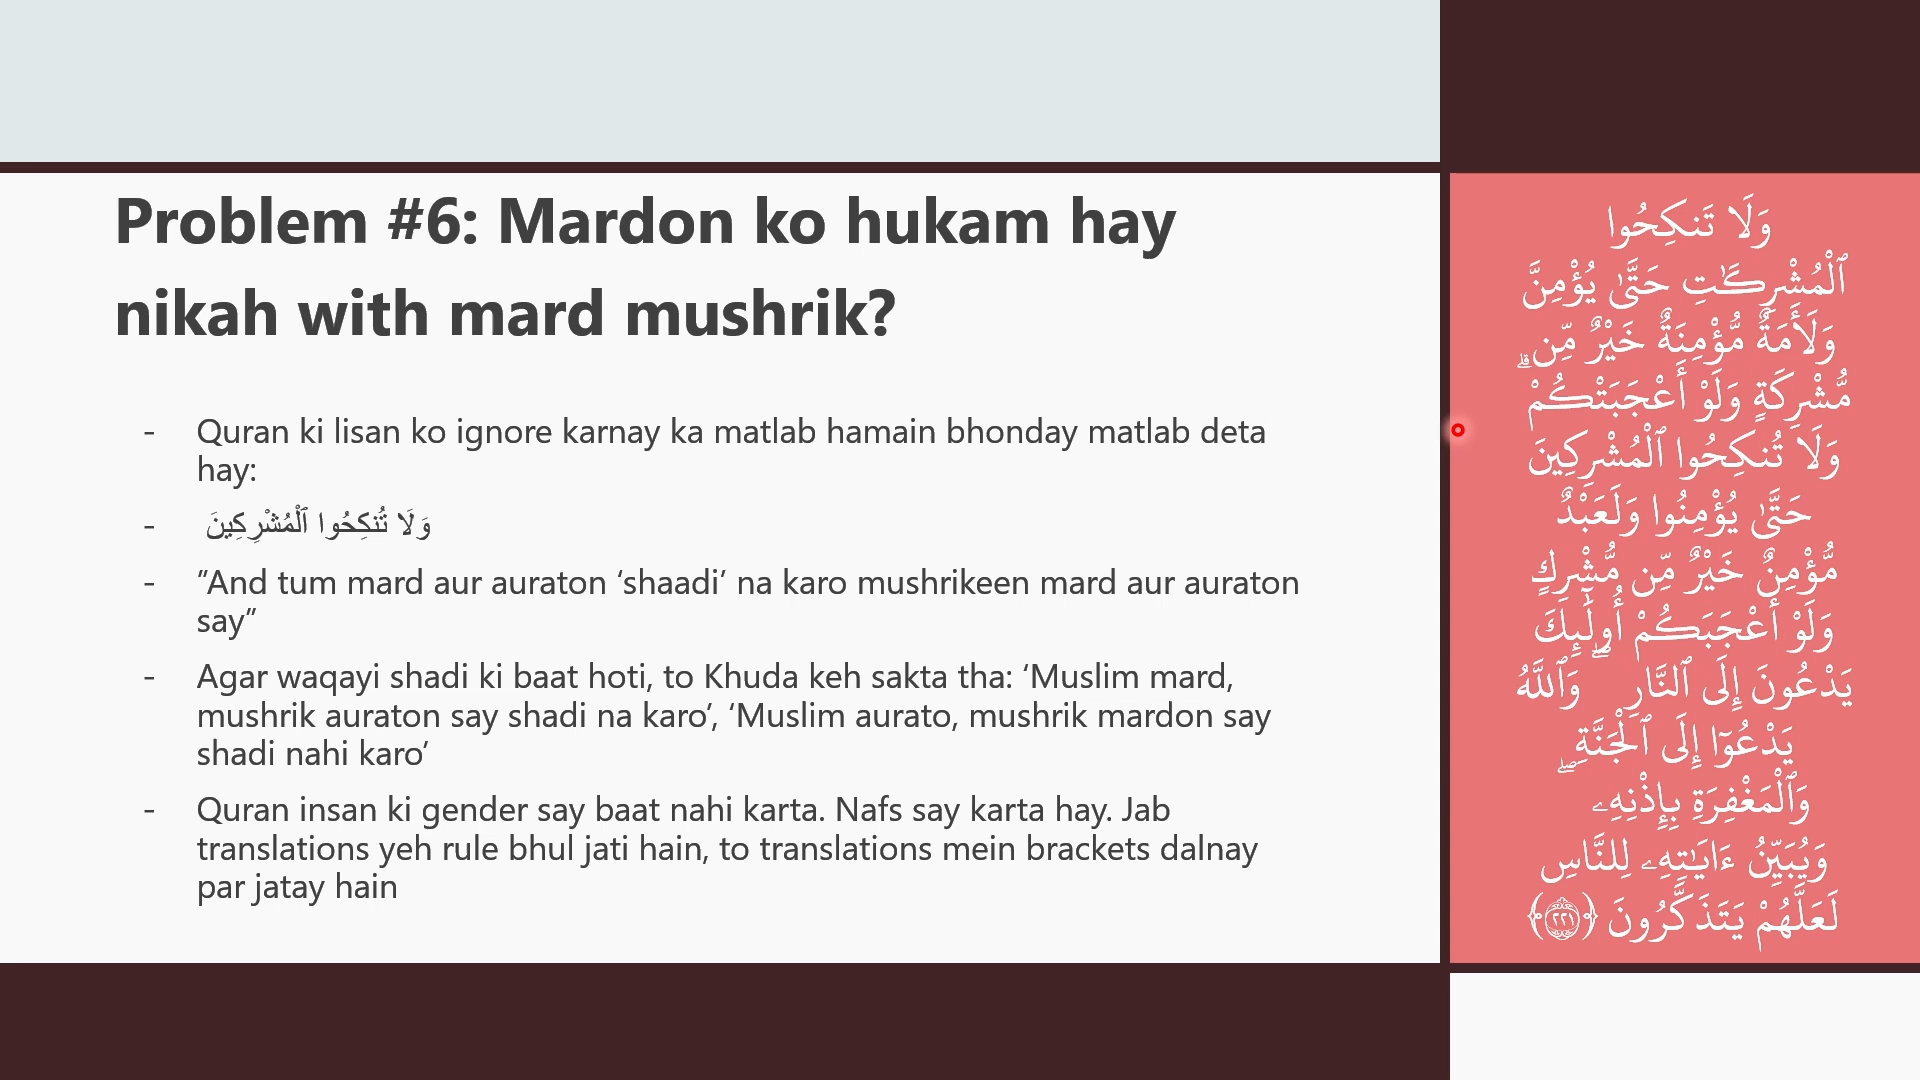 Problem #6: Mardon ko hukam hay
nikah with mard mushrik?
- Quran ki lisan ko ignore karnay ka matlab hamain bhonday matlab deta
hay:
- وَلَا تُنكِحُوا ٱلْمُشْرِكِينَ
- ”And tum mard aur auraton ‘shaadi’ na karo mushrikeen mard aur auraton
say”
- Agar waqayi shadi ki baat hoti, to Khuda keh sakta tha: ‘Muslim mard,
mushrik auraton say shadi na karo’, ‘Muslim aurato, mushrik mardon say
shadi nahi karo’
- Quran insan ki gender say baat nahi karta. Nafs say karta hay. Jab
translations yeh rule bhul jati hain, to translations mein brackets dalnay
par jatay hain
وَلَا تَنكِحُوا
ٱلْمُشْرِكَـٰتِ حَتَّىٰ يُؤْمِنَّ
وَلَأَمَةٌ مُّؤْمِنَةٌ خَيْرٌ مِّن ۗ
مُّشْرِكَةٍ وَلَوْ أَعْجَبَتْكُمْ
وَلَا تُنكِحُوا ٱلْمُشْرِكِينَ
حَتَّىٰ يُؤْمِنُوا وَلَعَبْدٌ
مُّؤْمِنٌ خَيْرٌ مِّن مُّشْرِكٍ
وَلَوْ أَعْجَبَكُمْ أُولَـٰٓئِكَ
يَدْعُونَ إِلَى ٱلنَّارِ ۖ وَٱللَّهُ
يَدْعُوٓا إِلَى ٱلْجَنَّةِ ۖ
وَٱلْمَغْفِرَةِ بِإِذْنِهِۦ
وَيُبَيِّنُ ءَايَـٰتِهِۦ لِلنَّاسِ
لَعَلَّهُمْ يَتَذَكَّرُونَ ﴿٢٢١﴾